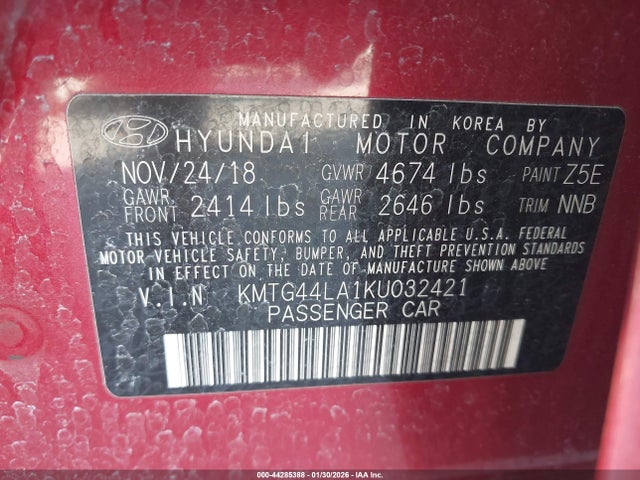 MANUFACTURED IN KOREA BY
HYUNDAI MOTOR COMPANY
NOV/24/18 GVWR 4674 lbs PAINT Z5E
GAWR FRONT 2414 lbs GAWR REAR 2646 lbs TRIM NNB
THIS VEHICLE CONFORMS TO ALL APPLICABLE U.S.A. FEDERAL
MOTOR VEHICLE SAFETY, BUMPER, AND THEFT PREVENTION STANDARDS
IN EFFECT ON THE DATE OF MANUFACTURE SHOWN ABOVE
V.I.N KMTG44LA1KU032421
PASSENGER CAR
000-44285388 | 01/30/2026 - IAA Inc.